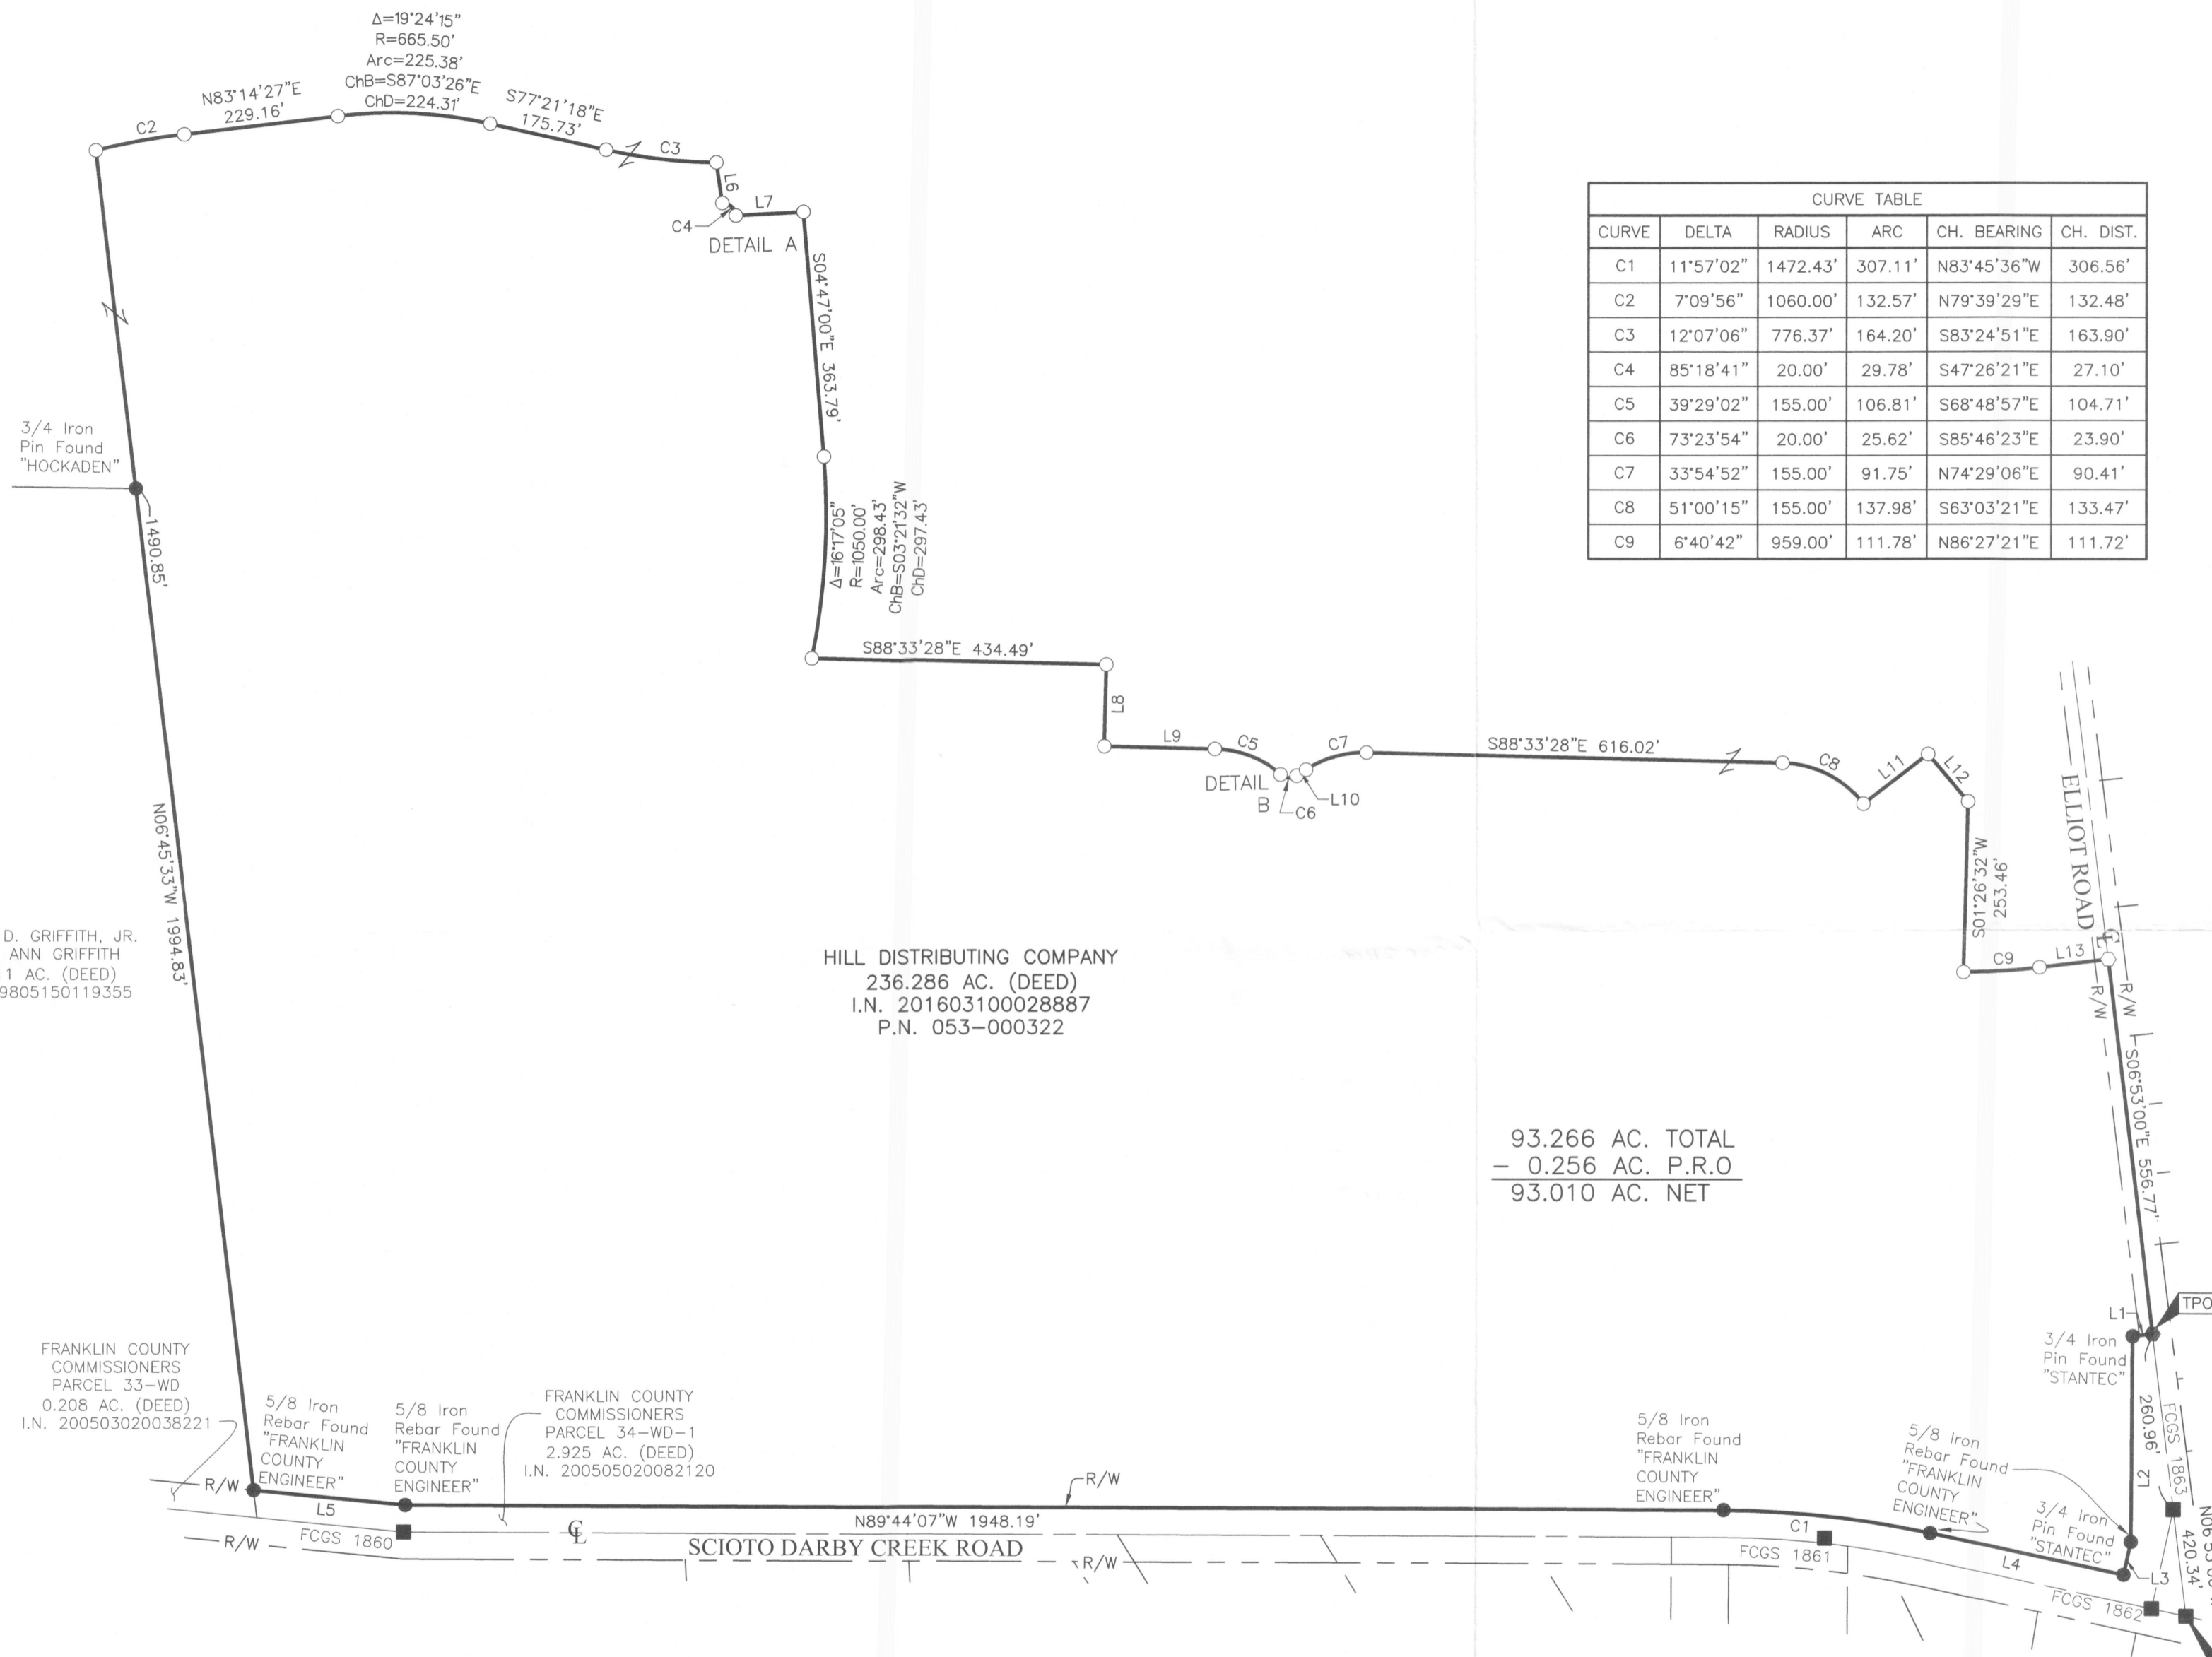 Δ=19°24'15"
R=665.50'
Arc=225.38'
ChB=S87°03'26"E
ChD=224.31'
C2
N83°14'27"E
229.16'
S77°21'18"E
175.73'
C3
L6
C4
L7
DETAIL A
S04°47'00"E 363.79'
Δ=16°17'05"
R=1050.00'
Arc=298.43'
ChB=S03°21'32"W
ChD=297.43'
CURVE TABLE
CURVE DELTA RADIUS ARC CH. BEARING CH. DIST.
C1 11°57'02" 1472.43' 307.11' N83°45'36"W 306.56'
C2 7°09'56" 1060.00' 132.57' N79°39'29"E 132.48'
C3 12°07'06" 776.37' 164.20' S83°24'51"E 163.90'
C4 85°18'41" 20.00' 29.78' S47°26'21"E 27.10'
C5 39°29'02" 155.00' 106.81' S68°48'57"E 104.71'
C6 73°23'54" 20.00' 25.62' S85°46'23"E 23.90'
C7 33°54'52" 155.00' 91.75' N74°29'06"E 90.41'
C8 51°00'15" 155.00' 137.98' S63°03'21"E 133.47'
C9 6°40'42" 959.00' 111.78' N86°27'21"E 111.72'
3/4 Iron
Pin Found
"HOCKADEN"
1490.85'
N06°45'33"W 1994.83'
S88°33'28"E 434.49'
L8
L9
C5
DETAIL
B
C6
L10
C7
S88°33'28"E 616.02'
C8
L11
L12
S01°26'32"W
253.46'
C9
L13
ELLIOT ROAD
CL
R/W
R/W
S06°53'00"E 556.77'
D. GRIFFITH, JR.
ANN GRIFFITH
1 AC. (DEED)
9805150119355
HILL DISTRIBUTING COMPANY
236.286 AC. (DEED)
I.N. 201603100028887
P.N. 053-000322
93.266 AC. TOTAL
- 0.256 AC. P.R.O
93.010 AC. NET
L1
TPO
3/4 Iron
Pin Found
"STANTEC"
260.96'
L2
FCGS 1863
420.34'
FRANKLIN COUNTY
COMMISSIONERS
PARCEL 33-WD
0.208 AC. (DEED)
I.N. 200503020038221
5/8 Iron
Rebar Found
"FRANKLIN
COUNTY
ENGINEER"
5/8 Iron
Rebar Found
"FRANKLIN
COUNTY
ENGINEER"
FRANKLIN COUNTY
COMMISSIONERS
PARCEL 34-WD-1
2.925 AC. (DEED)
I.N. 200505020082120
R/W
5/8 Iron
Rebar Found
"FRANKLIN
COUNTY
ENGINEER"
5/8 Iron
Rebar Found
"FRANKLIN
COUNTY
ENGINEER"
3/4 Iron
Pin Found
"STANTEC"
R/W
L5
R/W
FCGS 1860
CL
N89°44'07"W 1948.19'
SCIOTO DARBY CREEK ROAD
R/W
C1
FCGS 1861
L4
L3
FCGS 1862